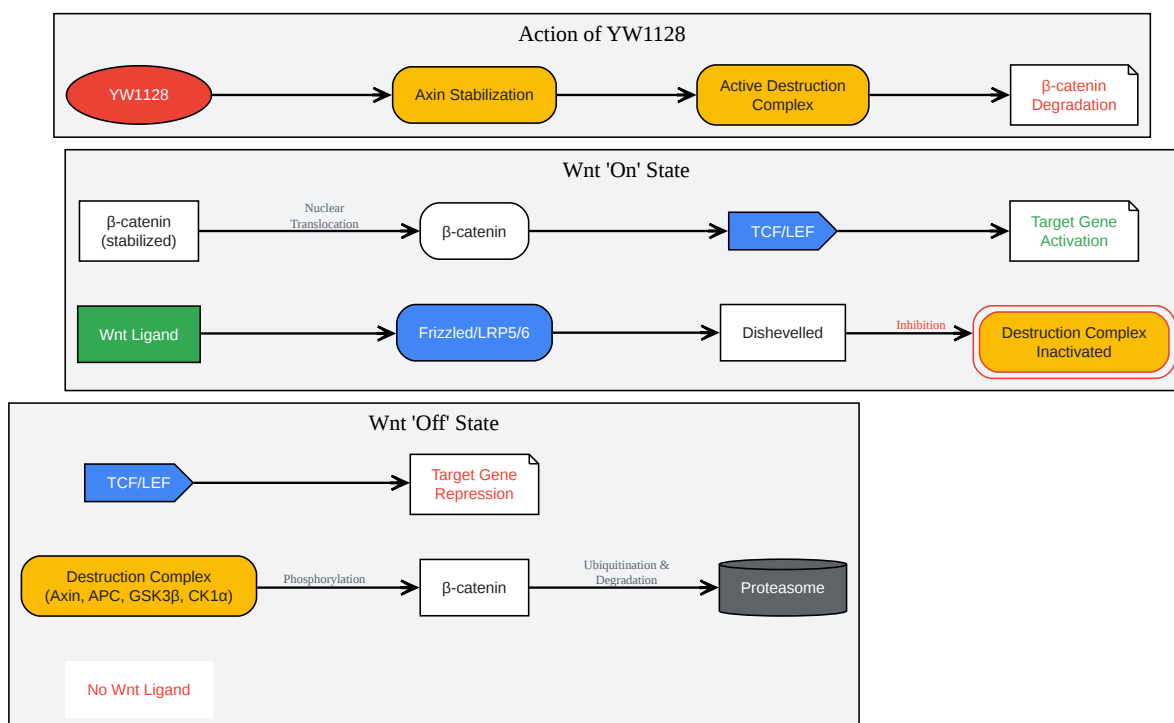 Action of YW1128
YW1128
Axin Stabilization
Active Destruction
Complex
β-catenin
Degradation
Wnt 'On' State
β-catenin
(stabilized)
Nuclear
Translocation
β-catenin
TCF/LEF
Target Gene
Activation
Wnt Ligand
Frizzled/LRP5/6
Dishevelled
Inhibition
Destruction Complex
Inactivated
Wnt 'Off' State
TCF/LEF
Target Gene
Repression
Destruction Complex
(Axin, APC, GSK3β, CK1α)
Phosphorylation
β-catenin
Ubiquitination &
Degradation
Proteasome
No Wnt Ligand